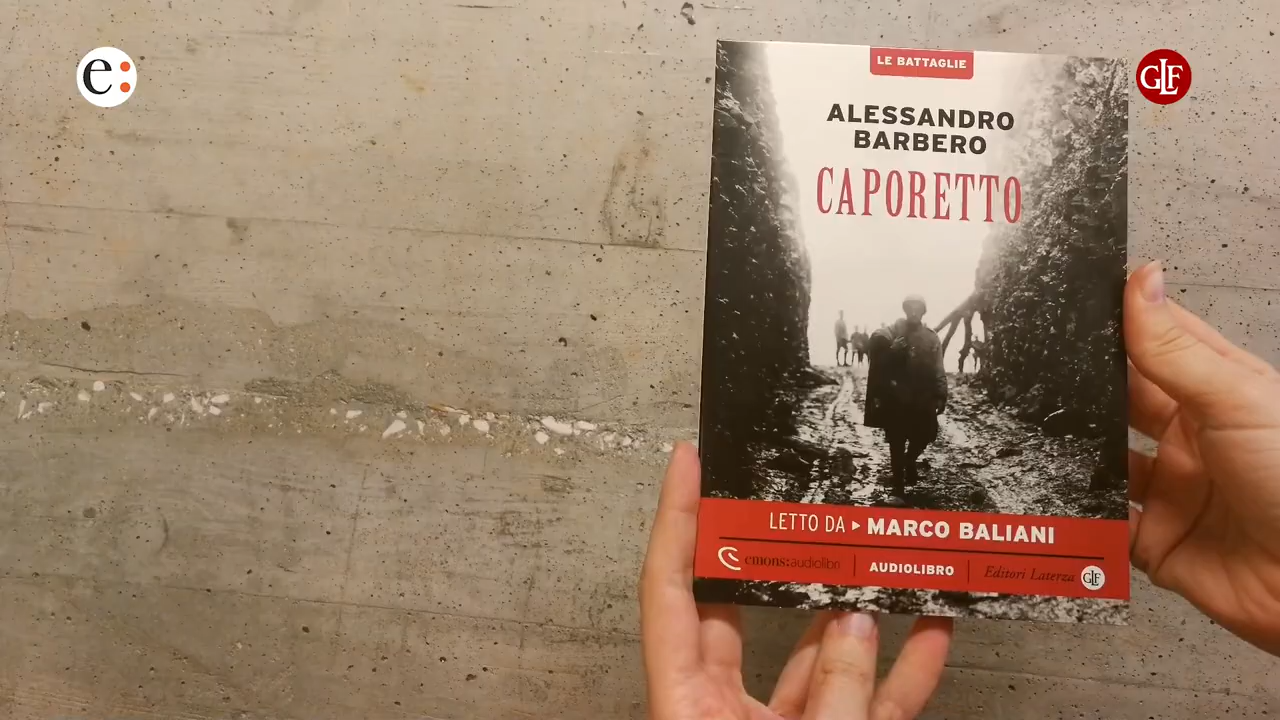 e:
LE BATTAGLIE
GLF
ALESSANDRO
BARBERO
CAPORETTO
LETTO DA ▸ MARCO BALIANI
emons:audiolibri
AUDIOLIBRO
Editori Laterza GLF